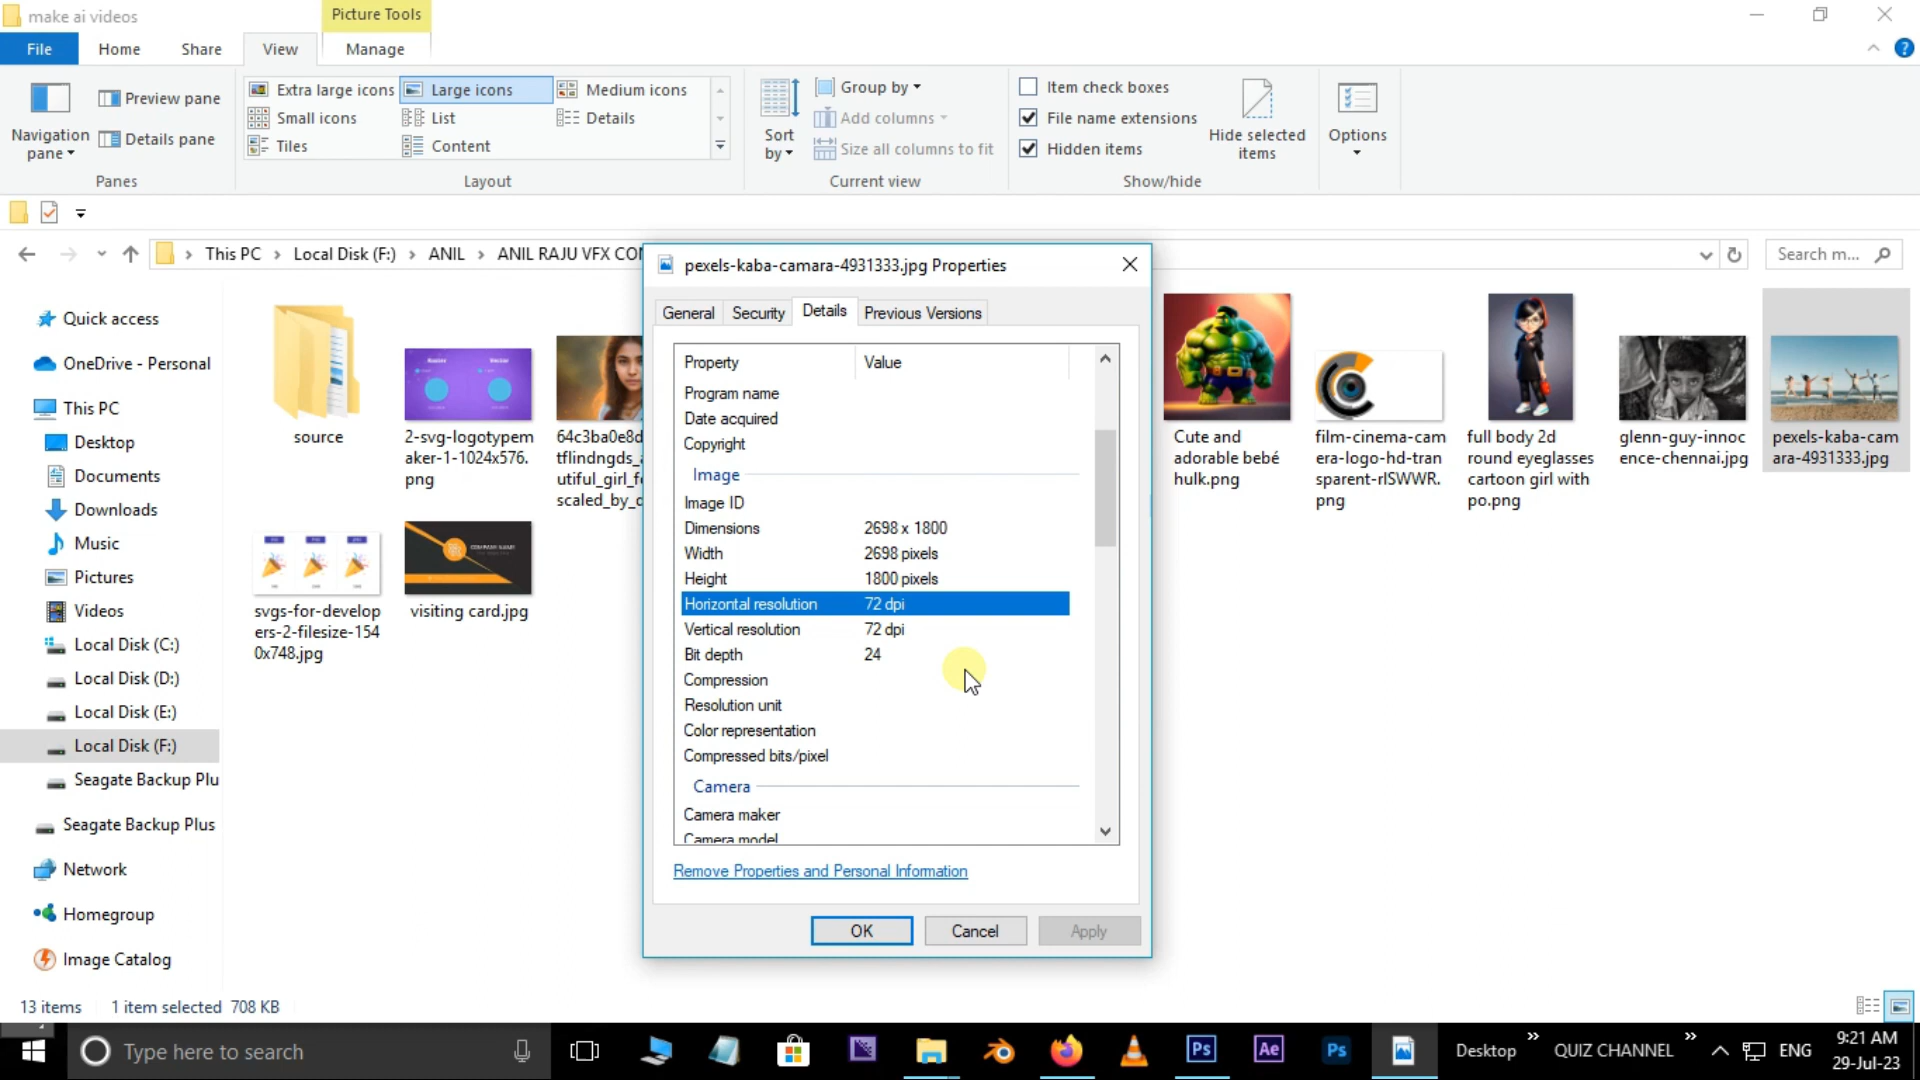 make ai videos
Picture Tools
File
Home
Share
View
Manage
Navigation
pane
Preview pane
Details pane
Panes
Extra large icons
Large icons
Medium icons
Small icons
List
Details
Tiles
Content
Layout
Sort
by
Group by
Add columns
Size all columns to fit
Current view
Item check boxes
File name extensions
Hidden items
Hide selected
items
Show/hide
Options
This PC
Local Disk (F:)
ANIL
ANIL RAJU VFX
Search m...
Quick access
OneDrive - Personal
This PC
Desktop
Documents
Downloads
Music
Pictures
Videos
Local Disk (C:)
Local Disk (D:)
Local Disk (E:)
Local Disk (F:)
Seagate Backup Plu
Seagate Backup Plus
Network
Homegroup
Image Catalog
source
2-svg-logotypem
aker-1-1024x576.
png
Raster
Vector
64c3ba0e8d
tflindngds_
utiful_girl_f
scaled_by_
svgs-for-develop
ers-2-filesize-154
0x748.jpg
visiting card.jpg
COMPANY NAME
Cute and
adorable bebé
hulk.png
film-cinema-cam
era-logo-hd-tran
sparent-rlSWWR.
png
full body 2d
round eyeglasses
cartoon girl with
po.png
glenn-guy-innoc
ence-chennai.jpg
pexels-kaba-cam
ara-4931333.jpg
pexels-kaba-camara-4931333.jpg Properties
General
Security
Details
Previous Versions
Property
Value
Program name
Date acquired
Copyright
Image
Image ID
Dimensions 2698 x 1800
Width 2698 pixels
Height 1800 pixels
Horizontal resolution 72 dpi
Vertical resolution 72 dpi
Bit depth 24
Compression
Resolution unit
Color representation
Compressed bits/pixel
Camera
Camera maker
Camera model
Remove Properties and Personal Information
OK
Cancel
Apply
13 items
1 item selected 708 KB
Type here to search
Ps
Ae
Ps
Desktop
QUIZ CHANNEL
ENG
9:21 AM
29-Jul-23